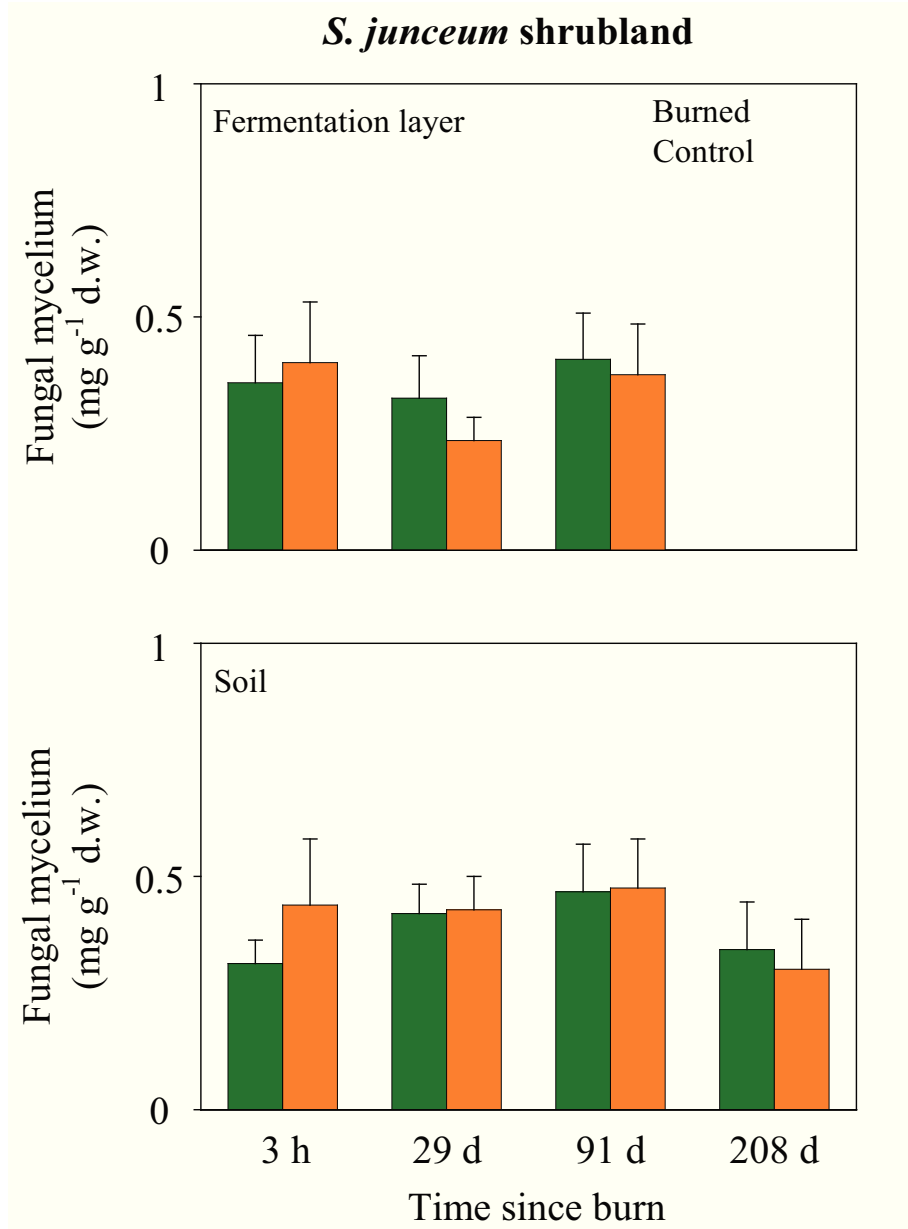 S. junceum shrubland
1
Fermentation layer
Burned
Control
0.5
0
Fungal mycelium
(mg g-1 d.w.)
1
Soil
0.5
0
Fungal mycelium
(mg g-1 d.w.)
3 h 29 d 91 d 208 d
Time since burn